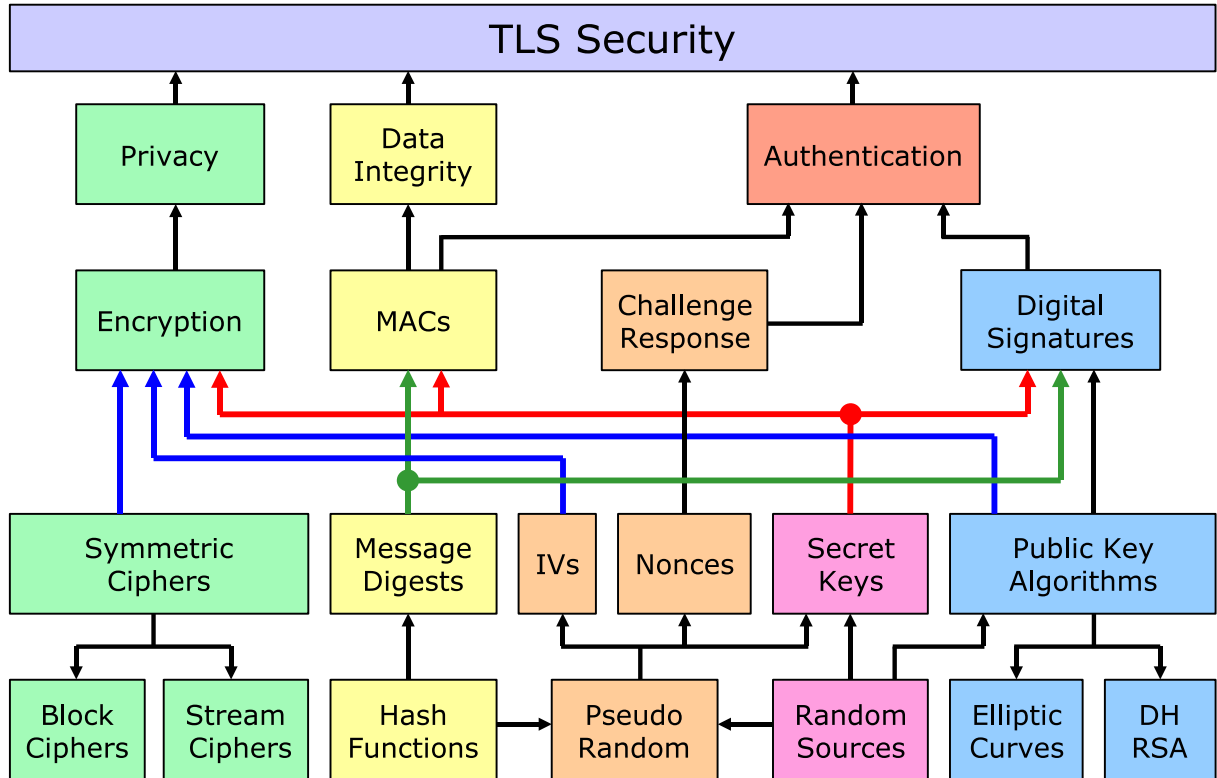 TLS Security
Privacy
Data
Integrity
Authentication
Encryption
MACs
Challenge
Response
Digital
Signatures
Symmetric
Ciphers
Message
Digests
IVs
Nonces
Secret
Keys
Public Key
Algorithms
Block
Ciphers
Stream
Ciphers
Hash
Functions
Pseudo
Random
Random
Sources
Elliptic
Curves
DH
RSA